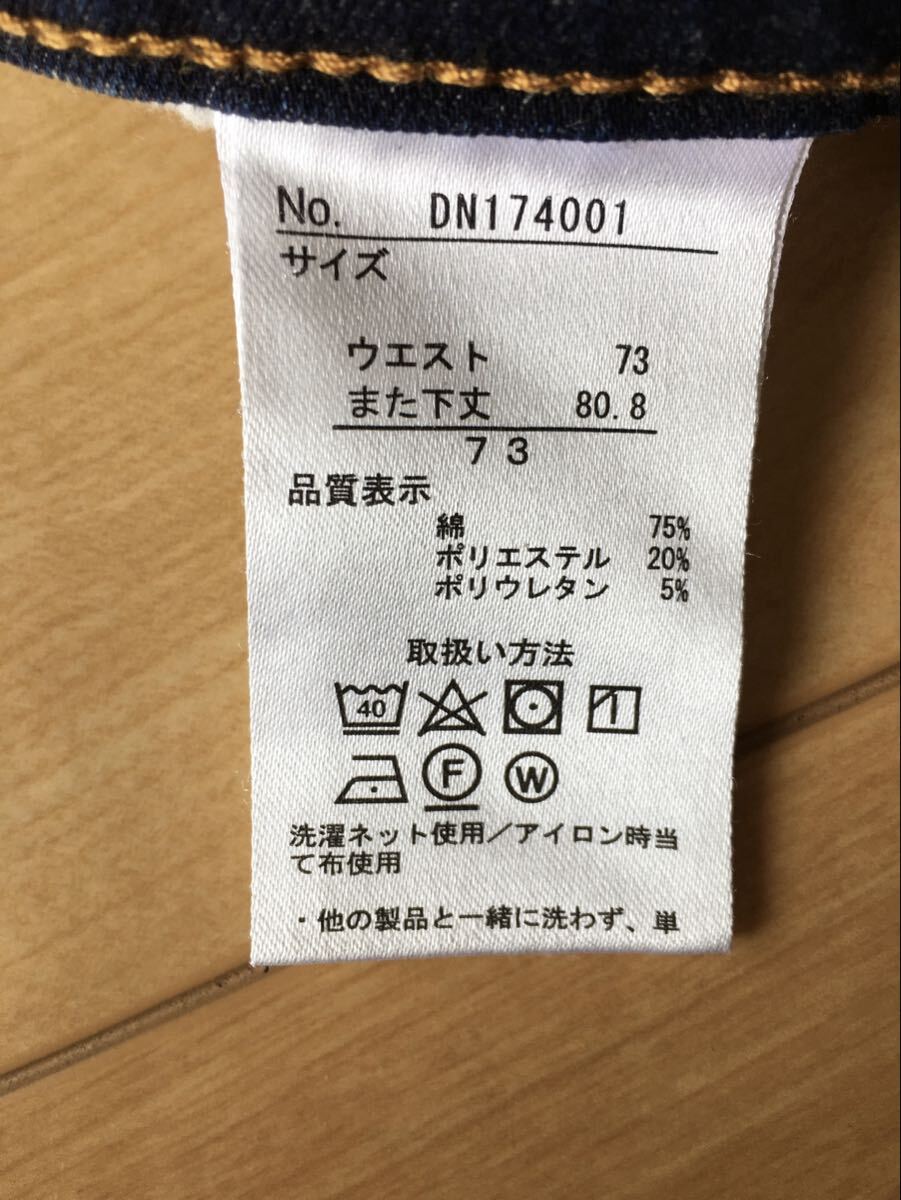 No. DN174001
サイズ
ウエスト 73
また下丈 80.8
７３
品質表示
綿 75%
ポリエステル 20%
ポリウレタン 5%
取扱い方法
40
F W
洗濯ネット使用／アイロン時当
て布使用
・他の製品と一緒に洗わず、単